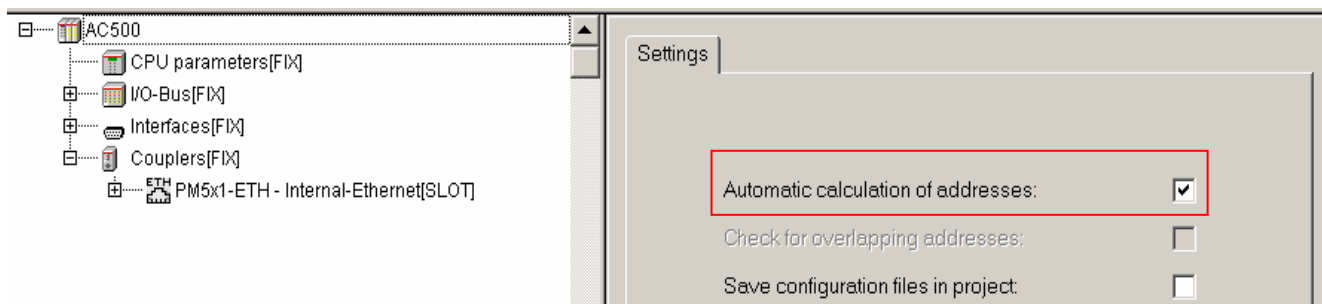 AC500
CPU parameters[FIX]
I/O-Bus[FIX]
Interfaces[FIX]
Couplers[FIX]
ETH PM5x1-ETH - Internal-Ethernet[SLOT]
Settings
Automatic calculation of addresses:
Check for overlapping addresses:
Save configuration files in project: